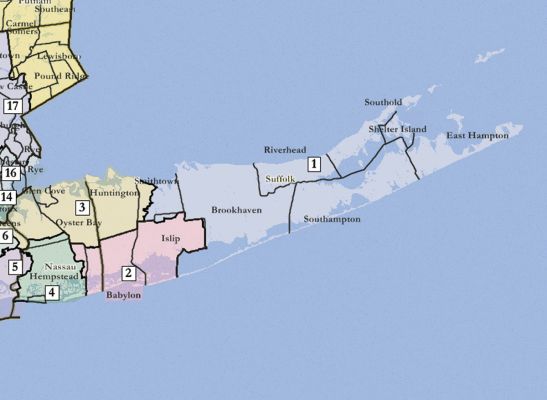 Putnam
Southeast
Carmel
Somers
Lewisboro
Pound Ridge
17
Southold
Shelter Island
East Hampton
Rye
Riverhead
1
16
Rye
Smithtown
Suffolk
14
Glen Cove
Huntington
3
Brookhaven
Southampton
Oyster Bay
6
Islip
5
Nassau
Hempstead
2
4
Babylon